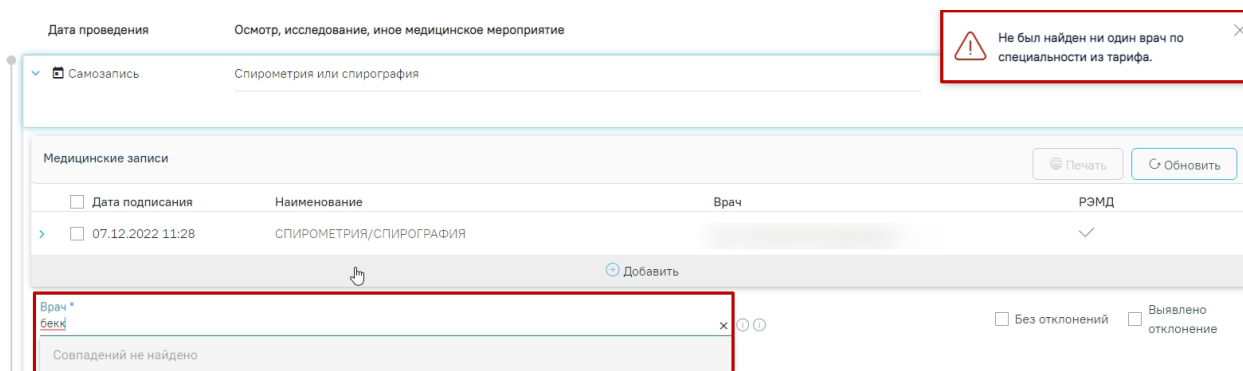 Дата проведения Осмотр, исследование, иное медицинское мероприятие
Не был найден ни один врач по
специальности из тарифа.
Самозапись Спирометрия или спирография
Медицинские записи Печать Обновить
Дата подписания Наименование Врач РЭМД
07.12.2022 11:28 СПИРОМЕТРИЯ/СПИРОГРАФИЯ
Добавить
Врач *
бекк
Без отклонений Выявлено
отклонение
Совпадений не найдено